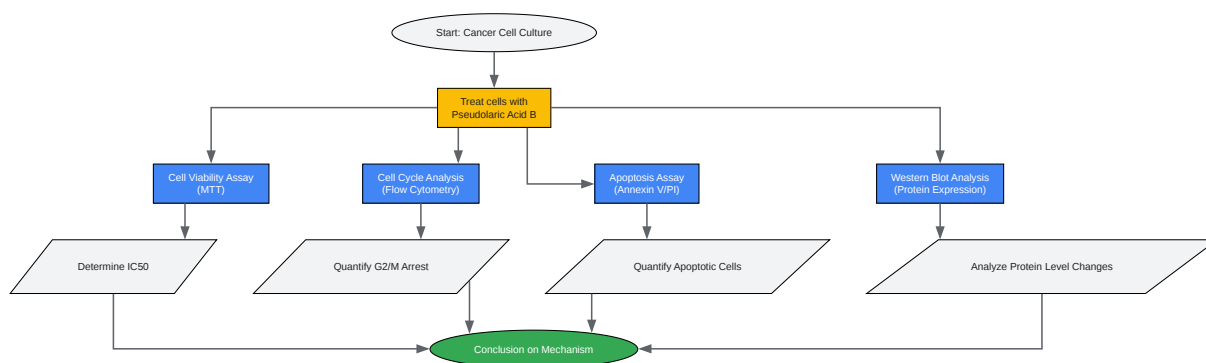 Start: Cancer Cell Culture
Treat cells with
Pseudolaric Acid B
Cell Viability Assay
(MTT)
Cell Cycle Analysis
(Flow Cytometry)
Apoptosis Assay
(Annexin V/PI)
Western Blot Analysis
(Protein Expression)
Determine IC50
Quantify G2/M Arrest
Quantify Apoptotic Cells
Analyze Protein Level Changes
Conclusion on Mechanism